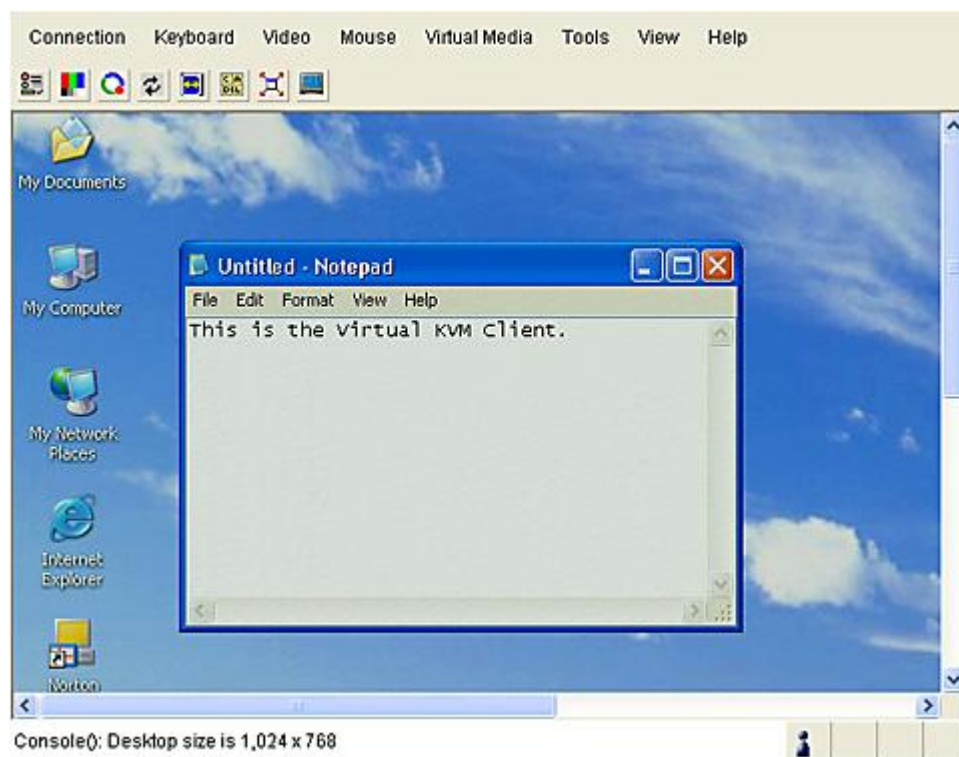 Connection Keyboard Video Mouse Virtual Media Tools View Help
My Documents
Untitled - Notepad
My Computer
File Edit Format View Help
This is the Virtual KVM Client.
My Network
Places
Internet
Explorer
Norton
Console(): Desktop size is 1,024 x 768